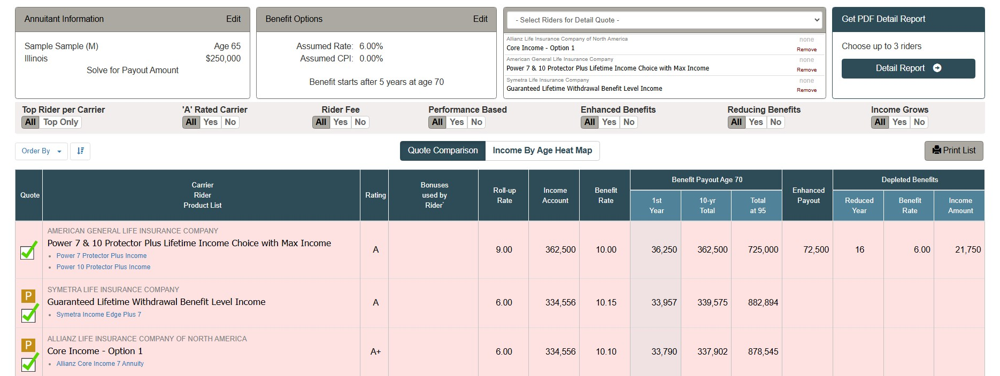 Annuitant Information Edit
Sample Sample (M) Age 65
Illinois $250,000
Solve for Payout Amount
Benefit Options Edit
Assumed Rate: 6.00%
Assumed CPI: 0.00%
Benefit starts after 5 years at age 70
- Select Riders for Detail Quote -
Allianz Life Insurance Company of North America none
Core Income - Option 1 Remove
American General Life Insurance Company none
Power 7 & 10 Protector Plus Lifetime Income Choice with Max Income Remove
Symetra Life Insurance Company none
Guaranteed Lifetime Withdrawal Benefit Level Income Remove
Get PDF Detail Report
Choose up to 3 riders
Detail Report
Top Rider per Carrier 'A' Rated Carrier Rider Fee Performance Based Enhanced Benefits Reducing Benefits Income Grows
All Top Only All Yes No All Yes No All Yes No All Yes No All Yes No All Yes No
Order By Quote Comparison Income By Age Heat Map Print List
Quote
Carrier
Rider
Product List
Rating
Bonuses
used by
Rider*
Roll-up
Rate
Income
Account
Benefit
Rate
Benefit Payout Age 70
1st
Year
10-yr
Total
Total
at 95
Enhanced
Payout
Depleted Benefits
Reduced
Year
Benefit
Rate
Income
Amount
AMERICAN GENERAL LIFE INSURANCE COMPANY
Power 7 & 10 Protector Plus Lifetime Income Choice with Max Income
• Power 7 Protector Plus Income
• Power 10 Protector Plus Income
A 9.00 362,500 10.00 36,250 362,500 725,000 72,500 16 6.00 21,750
P
SYMETRA LIFE INSURANCE COMPANY
Guaranteed Lifetime Withdrawal Benefit Level Income
• Symetra Income Edge Plus 7
A 6.00 334,556 10.15 33,957 339,575 882,894
P
ALLIANZ LIFE INSURANCE COMPANY OF NORTH AMERICA
Core Income - Option 1
• Allianz Core Income 7 Annuity
A+ 6.00 334,556 10.10 33,790 337,902 878,545